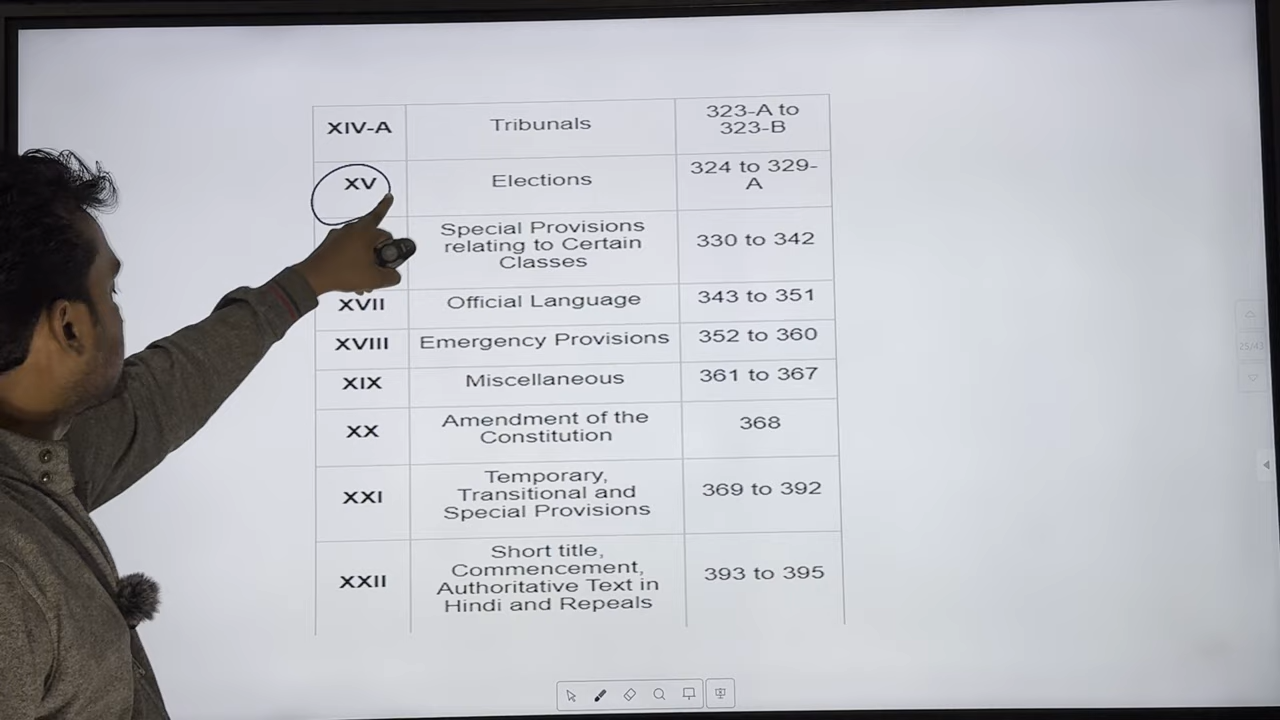 XIV-A
Tribunals
323-A to
323-B
XV
Elections
324 to 329-
A
Special Provisions
relating to Certain
Classes
330 to 342
XVII
Official Language
343 to 351
XVIII
Emergency Provisions
352 to 360
XIX
Miscellaneous
361 to 367
XX
Amendment of the
Constitution
368
XXI
Temporary,
Transitional and
Special Provisions
369 to 392
XXII
Short title,
Commencement,
Authoritative Text in
Hindi and Repeals
393 to 395
25/43